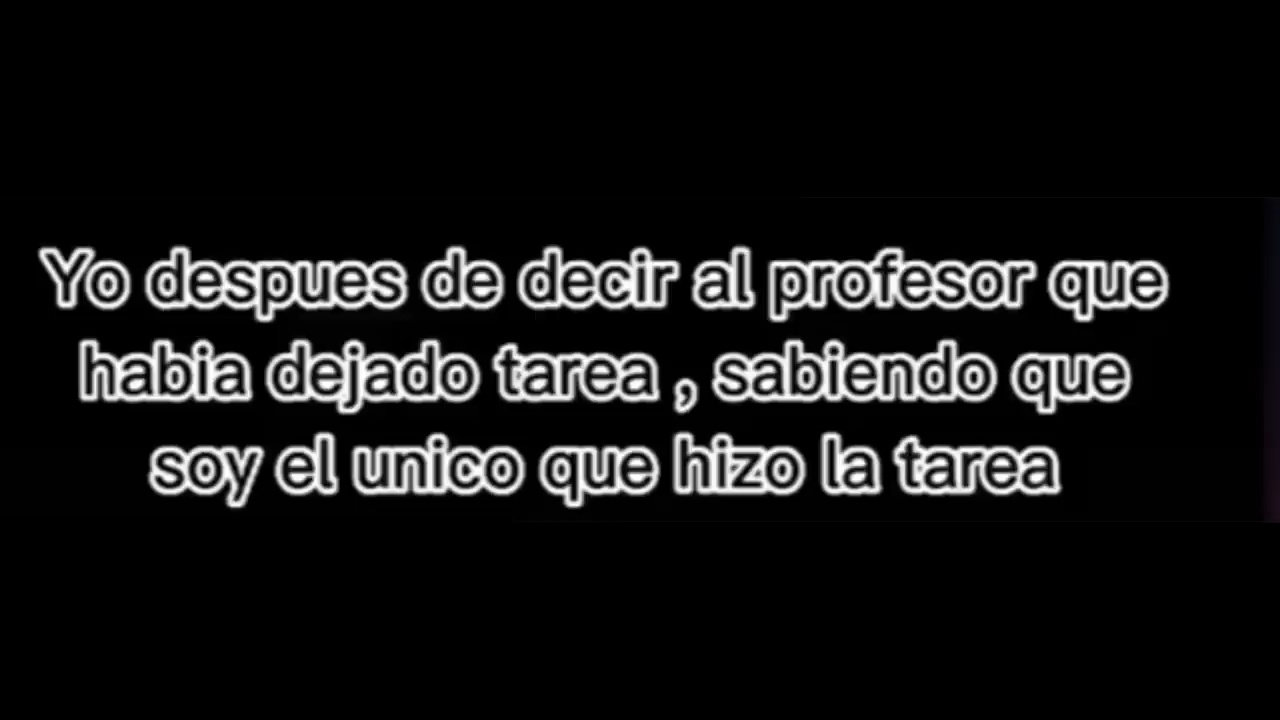 Yo despues de decir al profesor que
habia dejado tarea , sabiendo que
soy el unico que hizo la tarea